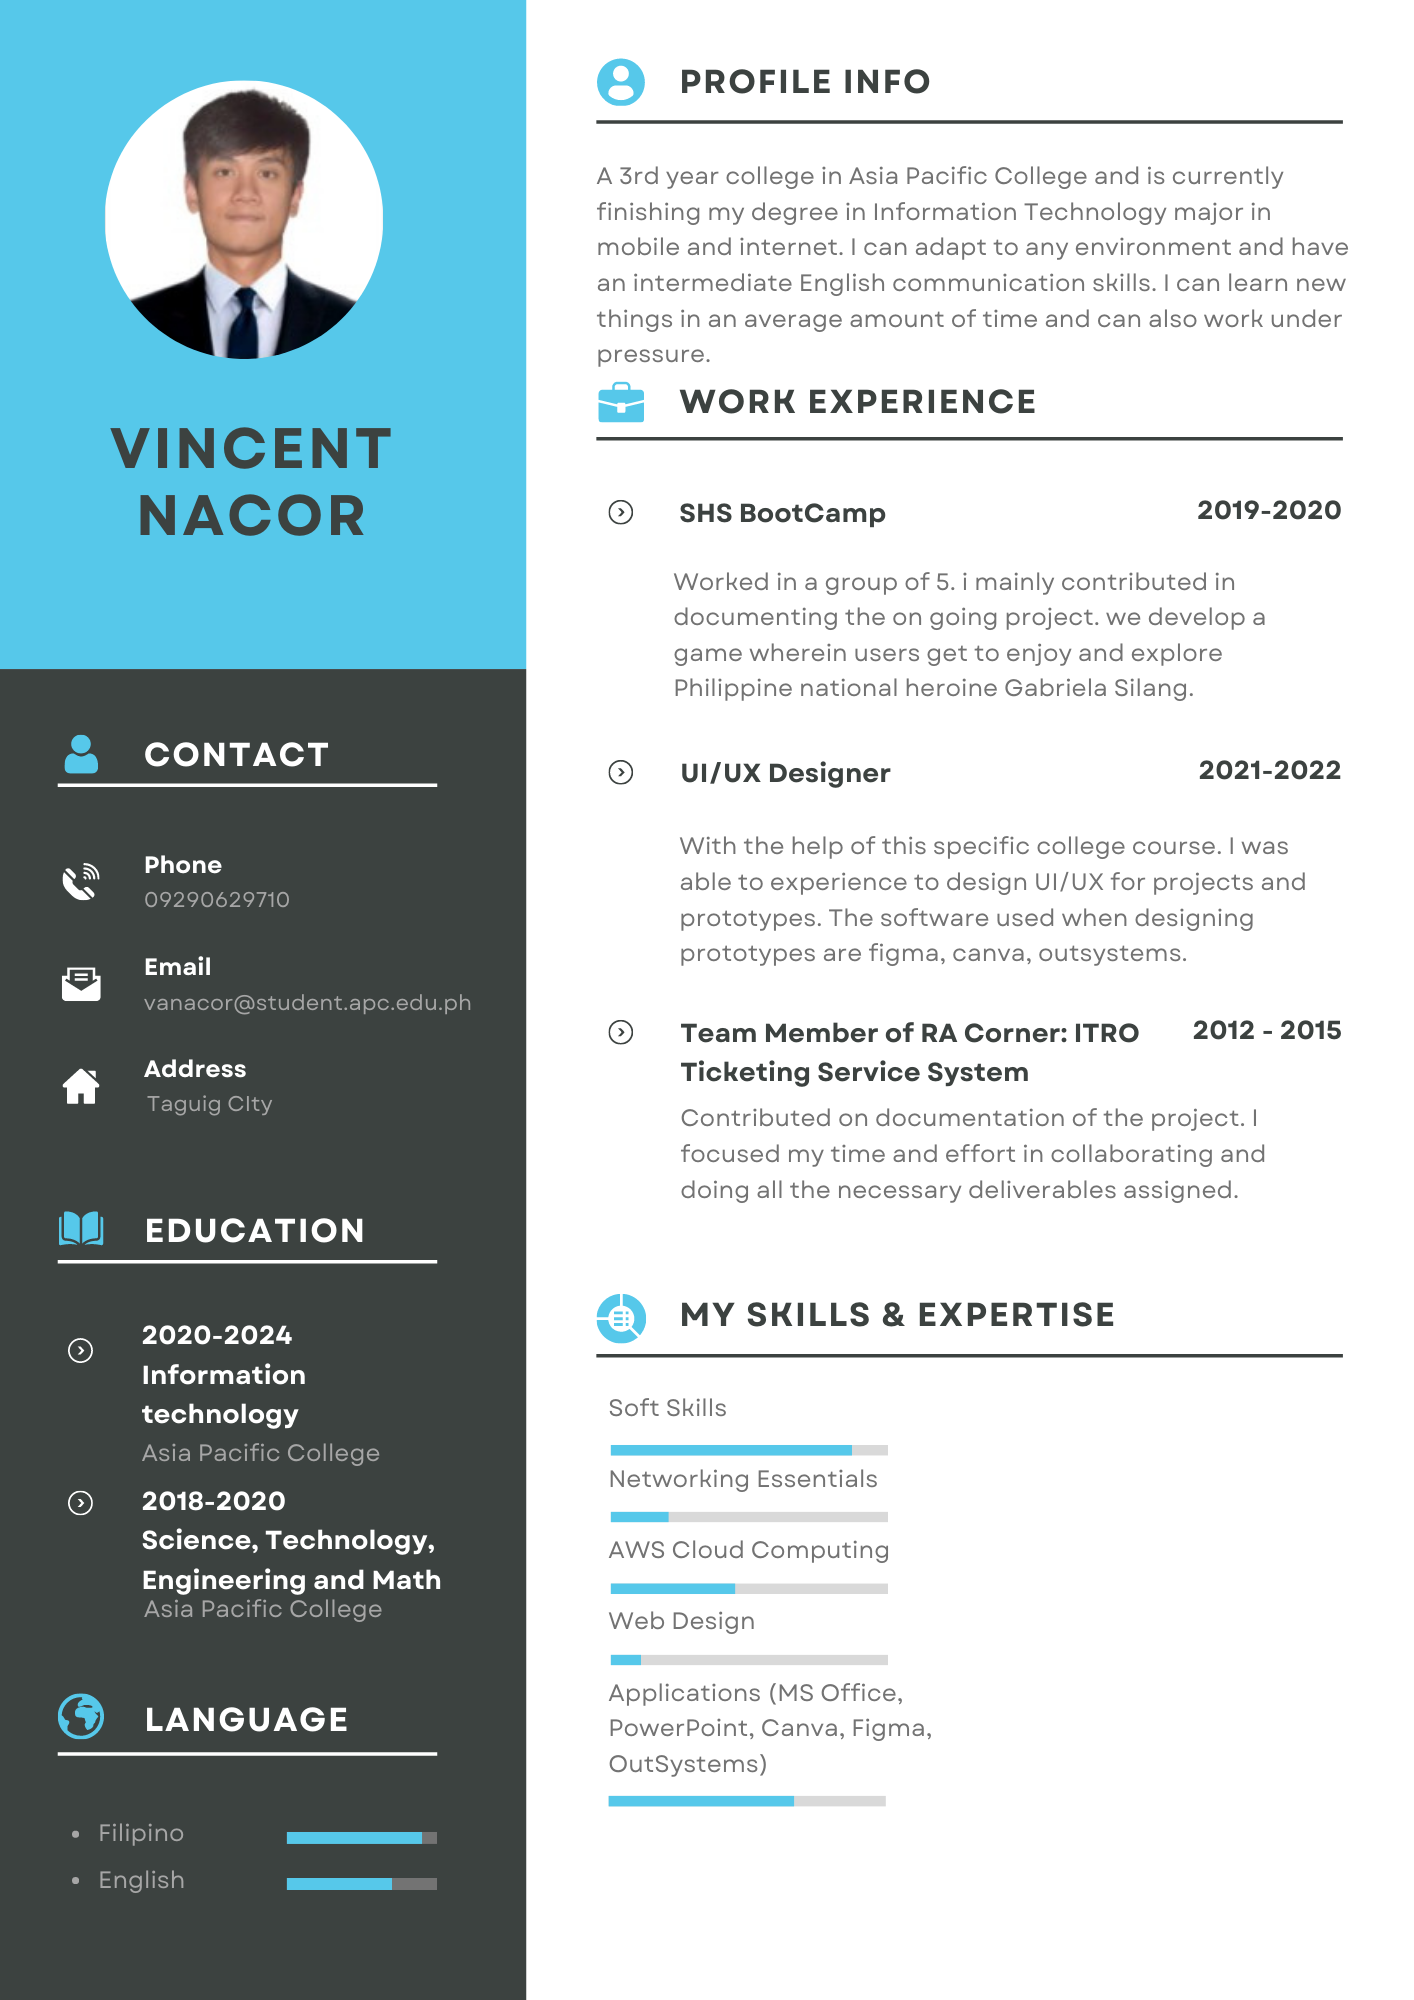 VINCENT
NACOR
CONTACT
Phone
09290629710
Email
vanacor@student.apc.edu.ph
Address
Taguig CIty
EDUCATION
2020-2024
Information
technology
Asia Pacific College
2018-2020
Science, Technology,
Engineering and Math
Asia Pacific College
LANGUAGE
• Filipino
• English
PROFILE INFO
A 3rd year college in Asia Pacific College and is currently
finishing my degree in Information Technology major in
mobile and internet. I can adapt to any environment and have
an intermediate English communication skills. I can learn new
things in an average amount of time and can also work under
pressure.
WORK EXPERIENCE
SHS BootCamp 2019-2020
Worked in a group of 5. i mainly contributed in
documenting the on going project. we develop a
game wherein users get to enjoy and explore
Philippine national heroine Gabriela Silang.
UI/UX Designer 2021-2022
With the help of this specific college course. I was
able to experience to design UI/UX for projects and
prototypes. The software used when designing
prototypes are figma, canva, outsystems.
Team Member of RA Corner: ITRO 2012 - 2015
Ticketing Service System
Contributed on documentation of the project. I
focused my time and effort in collaborating and
doing all the necessary deliverables assigned.
MY SKILLS & EXPERTISE
Soft Skills
Networking Essentials
AWS Cloud Computing
Web Design
Applications (MS Office,
PowerPoint, Canva, Figma,
OutSystems)